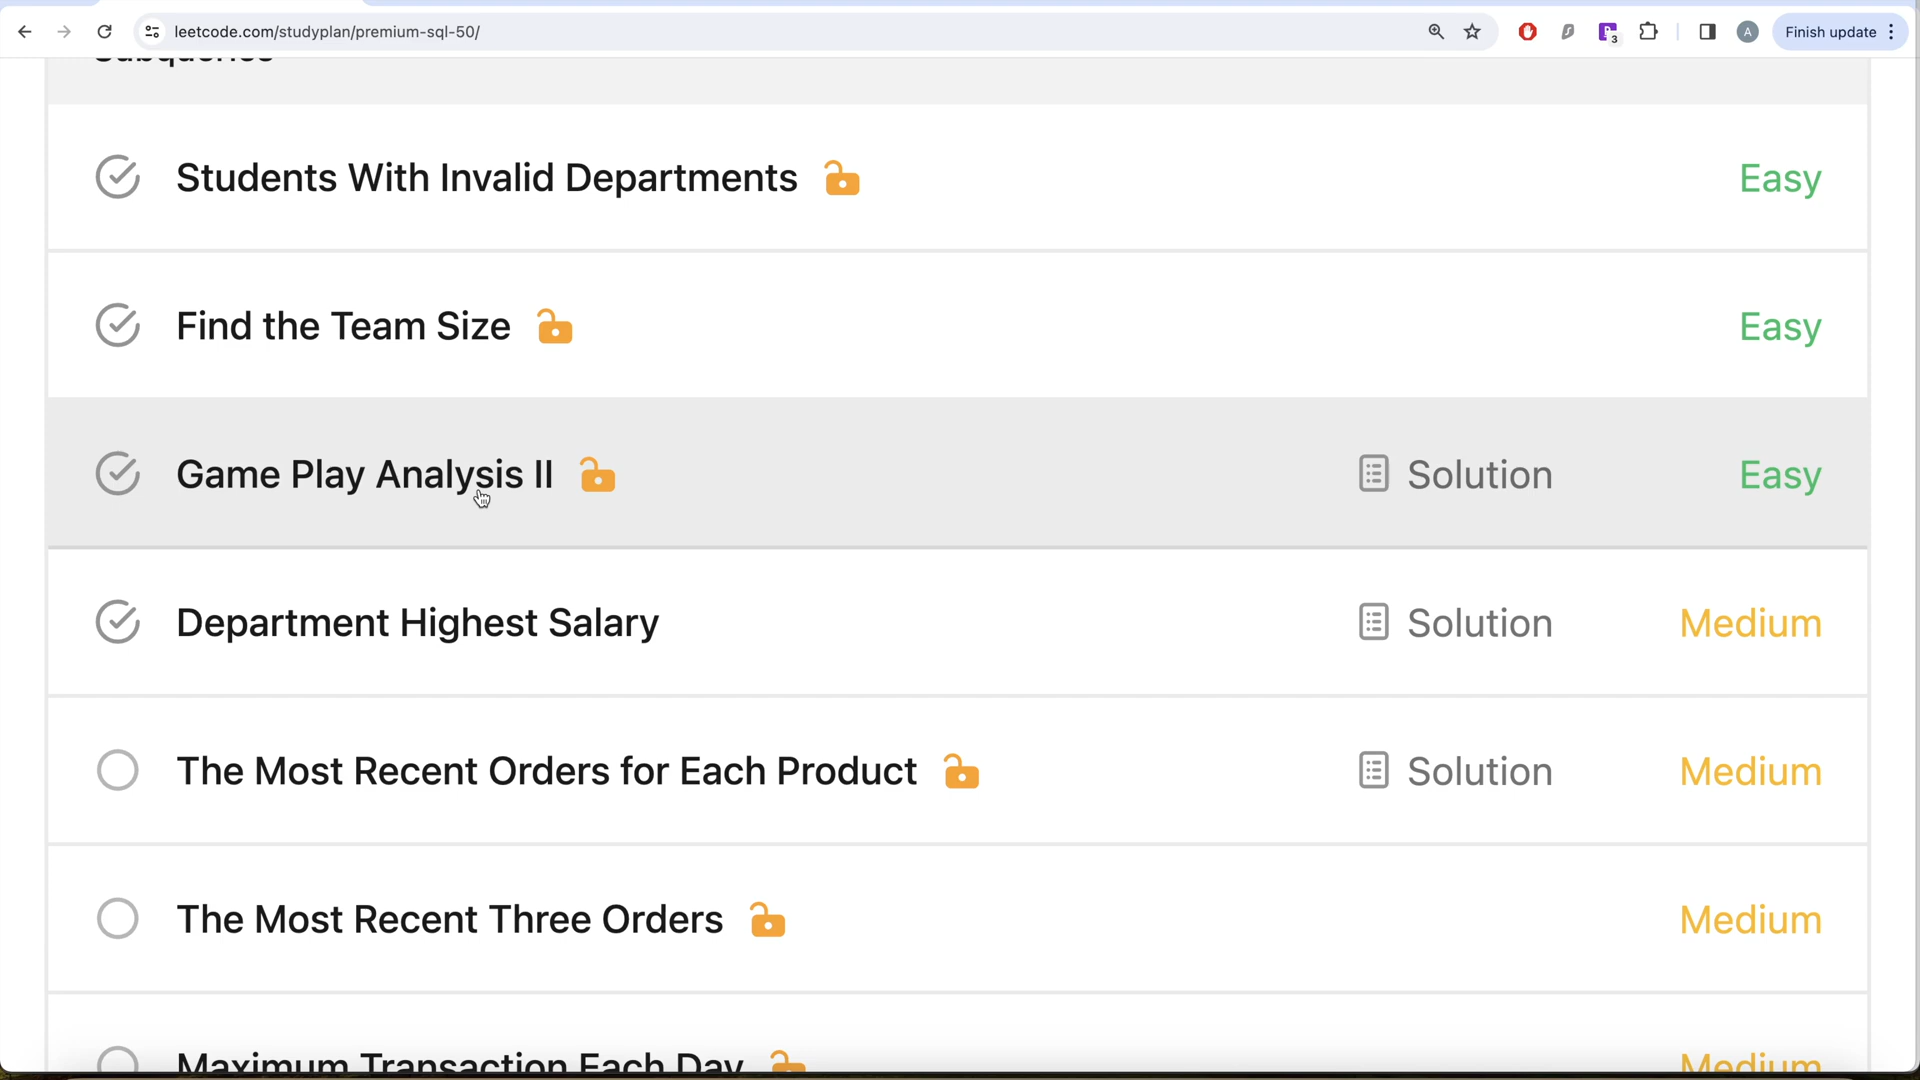 leetcode.com/studyplan/premium-sql-50/
3
A
Finish update
Subqueries
Students With Invalid Departments
Easy
Find the Team Size
Easy
Game Play Analysis II
Solution
Easy
Department Highest Salary
Solution
Medium
The Most Recent Orders for Each Product
Solution
Medium
The Most Recent Three Orders
Medium
Maximum Transaction Each Day
Medium